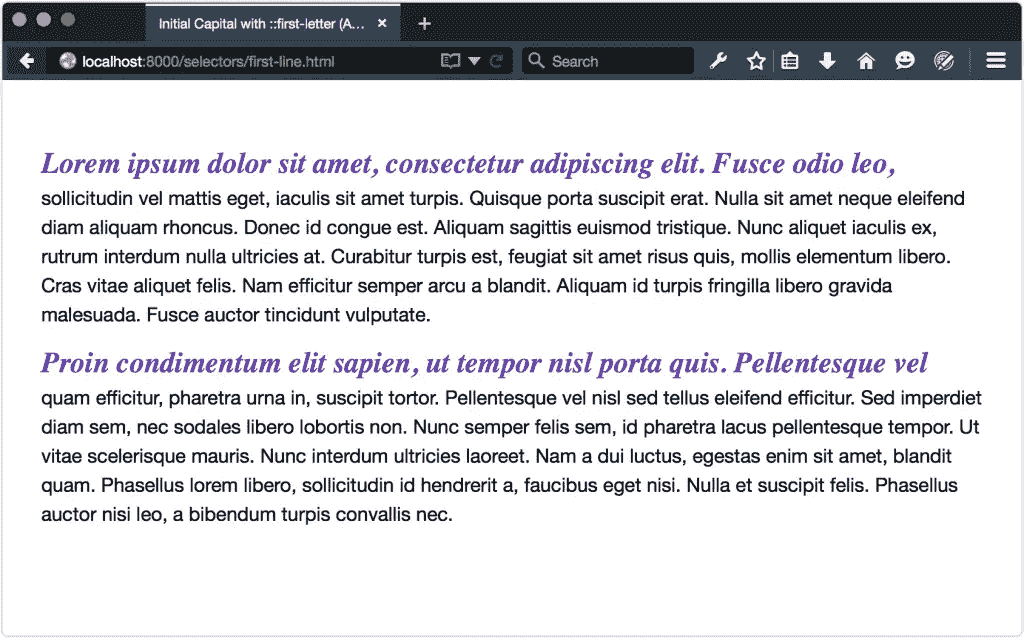 Initial Capital with ::first-letter (A...
localhost:8000/selectors/first-line.html
Search
Lorem ipsum dolor sit amet, consectetur adipiscing elit. Fusce odio leo,
sollicitudin vel mattis eget, iaculis sit amet turpis. Quisque porta suscipit erat. Nulla sit amet neque eleifend
diam aliquam rhoncus. Donec id congue est. Aliquam sagittis euismod tristique. Nunc aliquet iaculis ex,
rutrum interdum nulla ultricies at. Curabitur turpis est, feugiat sit amet risus quis, mollis elementum libero.
Cras vitae aliquet felis. Nam efficitur semper arcu a blandit. Aliquam id turpis fringilla libero gravida
malesuada. Fusce auctor tincidunt vulputate.
Proin condimentum elit sapien, ut tempor nisl porta quis. Pellentesque vel
quam efficitur, pharetra urna in, suscipit tortor. Pellentesque vel nisl sed tellus eleifend efficitur. Sed imperdiet
diam sem, nec sodales libero lobortis non. Nunc semper felis sem, id pharetra lacus pellentesque tempor. Ut
vitae scelerisque mauris. Nunc interdum ultricies laoreet. Nam a dui luctus, egestas enim sit amet, blandit
quam. Phasellus lorem libero, sollicitudin id hendrerit a, faucibus eget nisi. Nulla et suscipit felis. Phasellus
auctor nisi leo, a bibendum turpis convallis nec.